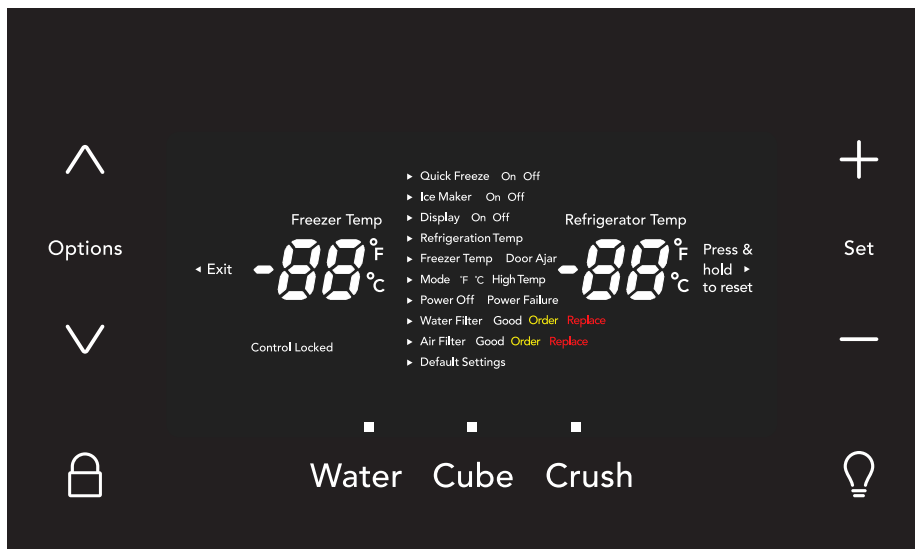 Quick Freeze On Off
Ice Maker On Off
Freezer Temp
Display On Off
Refrigerator Temp
Refrigeration Temp
Options
-88°F °C
Freezer Temp Door Ajar
-88°F °C
Press &
hold
to reset
Set
Exit
Mode °F °C High Temp
Power Off Power Failure
Water Filter Good Order Replace
Control Locked
Air Filter Good Order Replace
Default Settings
Water Cube Crush